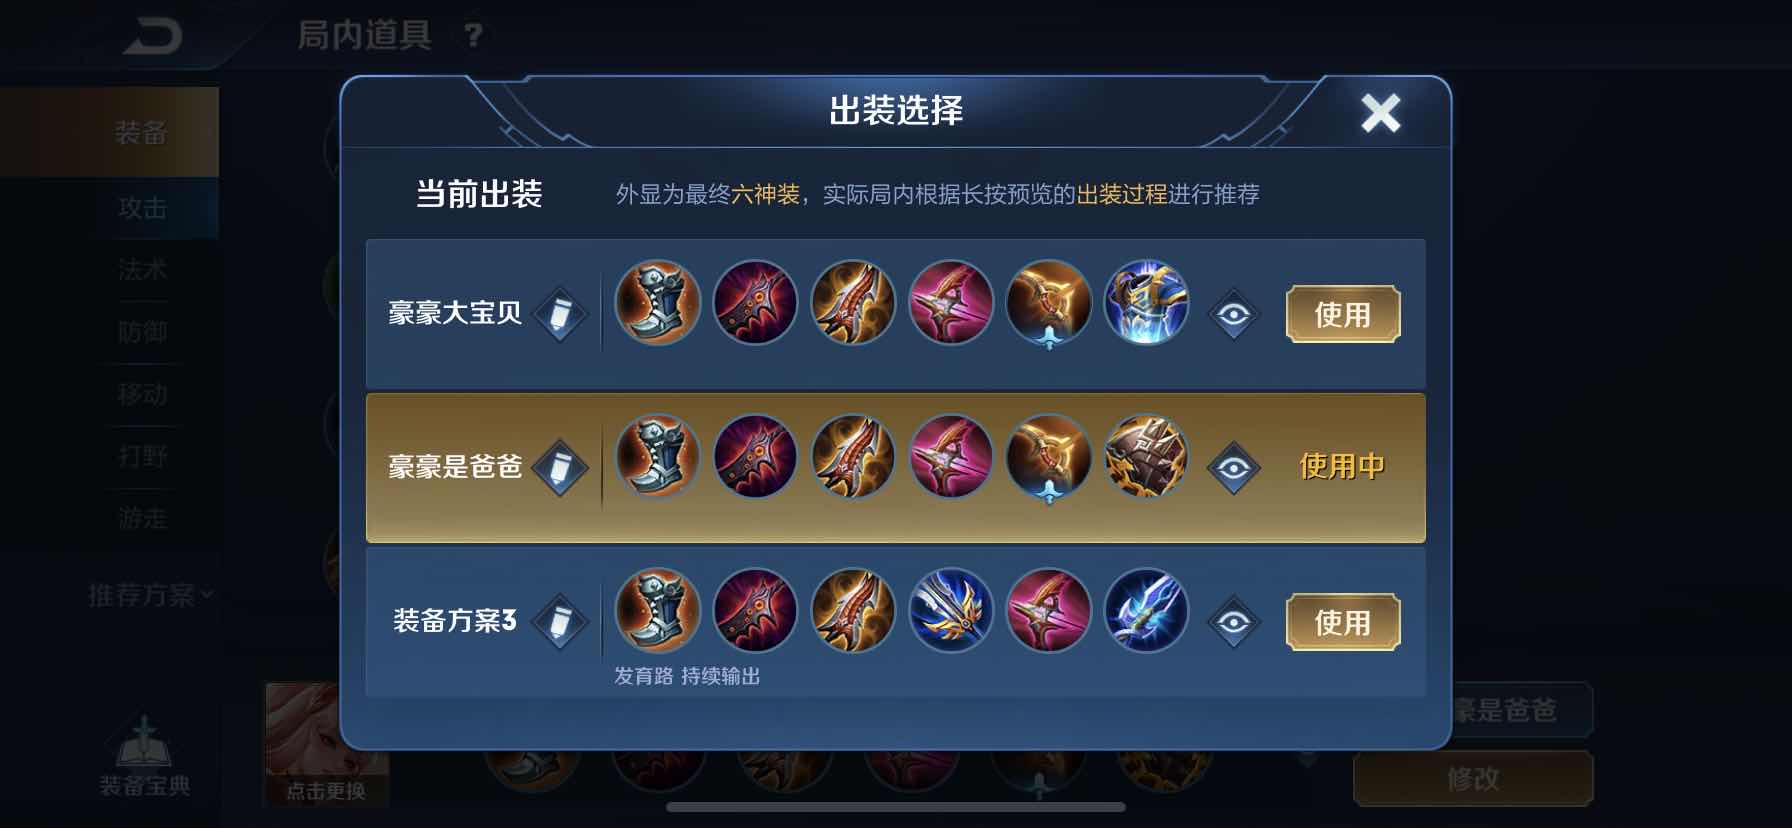 局内道具 ?
出装选择
装备
当前出装 外显为最终六神装，实际局内根据长按预览的出装过程进行推荐
攻击
法术
豪豪大宝贝 使用
防御
移动
打野
豪豪是爸爸 使用中
游走
推荐方案
装备方案3 使用
发育路 持续输出
豪是爸爸
装备宝典
点击更换
修改